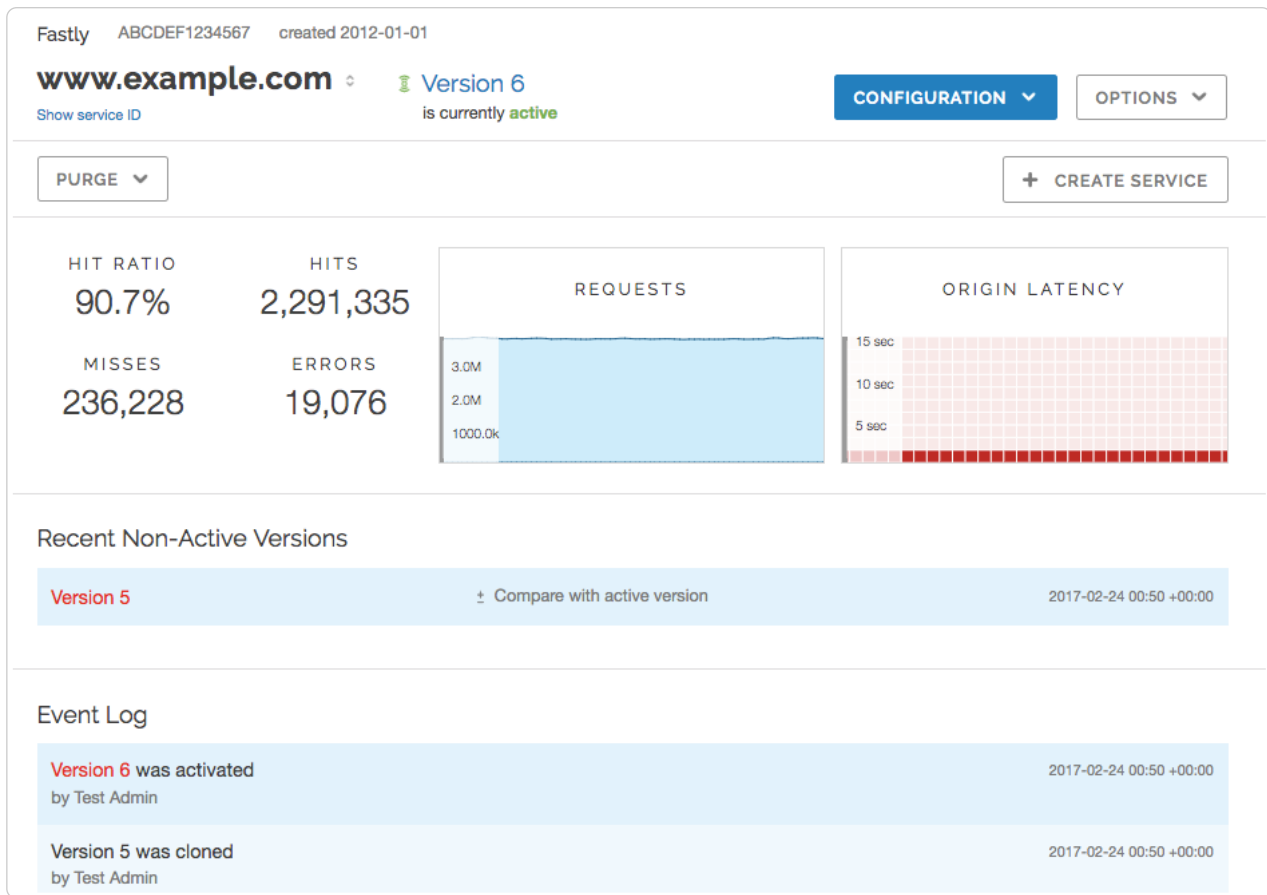 Fastly ABCDEF1234567 created 2012-01-01
www.example.com
Version 6
Show service ID
is currently active
CONFIGURATION
OPTIONS
PURGE
+ CREATE SERVICE
HIT RATIO
90.7%
HITS
2,291,335
MISSES
236,228
ERRORS
19,076
REQUESTS
3.0M
2.0M
1000.0k
ORIGIN LATENCY
15 sec
10 sec
5 sec
Recent Non-Active Versions
Version 5 ± Compare with active version 2017-02-24 00:50 +00:00
Event Log
Version 6 was activated 2017-02-24 00:50 +00:00
by Test Admin
Version 5 was cloned 2017-02-24 00:50 +00:00
by Test Admin